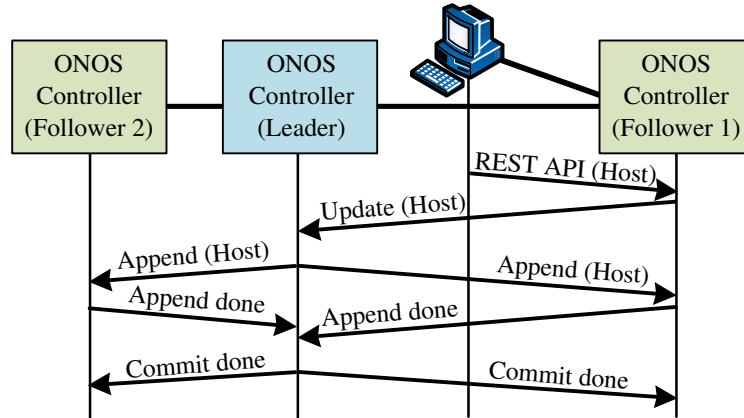 ONOS
Controller
(Follower 2)
ONOS
Controller
(Leader)
ONOS
Controller
(Follower 1)
REST API (Host)
Update (Host)
Append (Host)
Append (Host)
Append done
Append done
Commit done
Commit done